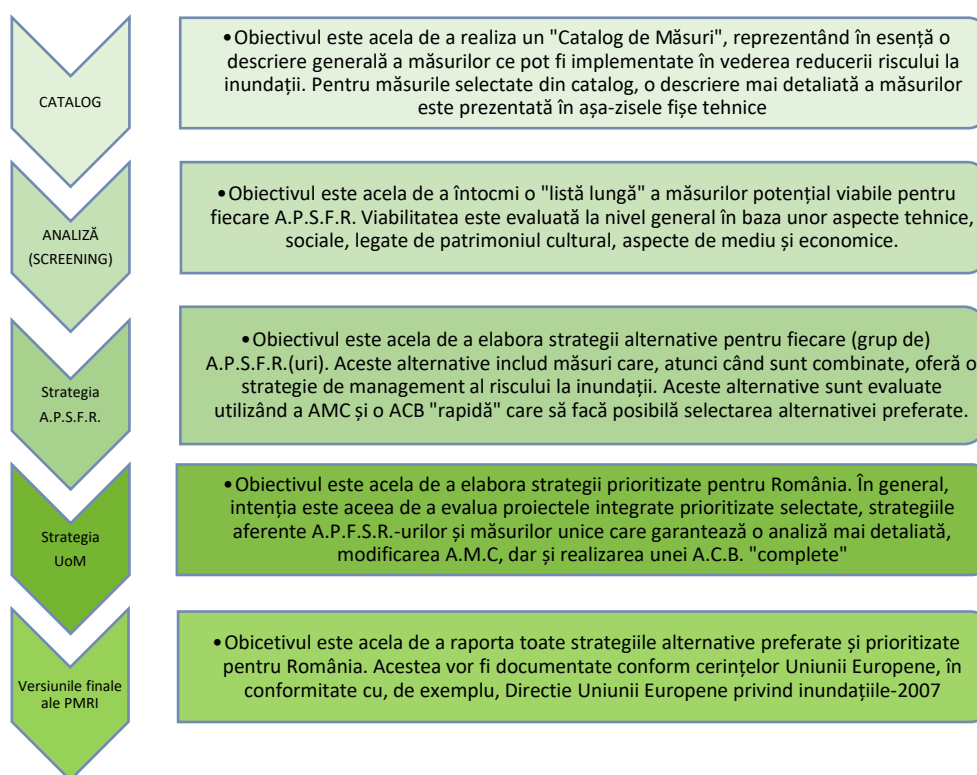 CATALOG
•Obiectivul este acela de a realiza un "Catalog de Măsuri", reprezentând în esență o
descriere generală a măsurilor ce pot fi implementate în vederea reducerii riscului la
inundații. Pentru măsurile selectate din catalog, o descriere mai detaliată a măsurilor
este prezentată în așa-zisele fișe tehnice
ANALIZĂ
(SCREENING)
•Obiectivul este acela de a întocmi o "listă lungă" a măsurilor potențial viabile pentru
fiecare A.P.S.F.R. Viabilitatea este evaluată la nivel general în baza unor aspecte tehnice,
sociale, legate de patrimoniul cultural, aspecte de mediu și economice.
Strategia
A.P.S.F.R.
•Obiectivul este acela de a elabora strategii alternative pentru fiecare (grup de)
A.P.S.F.R.(uri). Aceste alternative includ măsuri care, atunci când sunt combinate, oferă o
strategie de management al riscului la inundații. Aceste alternative sunt evaluate
utilizând a AMC și o ACB "rapidă" care să facă posibilă selectarea alternativei preferate.
Strategia
UoM
•Obiectivul este acela de a elabora strategii prioritizate pentru România. În general,
intenția este aceea de a evalua proiectele integrate prioritizate selectate, strategiile
aferente A.P.F.S.R.-urilor și măsurilor unice care garantează o analiză mai detaliată,
modificarea A.M.C, dar și realizarea unei A.C.B. "complete"
Versiunile finale
ale PMRI
•Obicetivul este acela de a raporta toate strategiile alternative preferate și prioritizate
pentru România. Acestea vor fi documentate conform cerințelor Uniunii Europene, în
conformitate cu, de exemplu, Directie Uniunii Europene privind inundațiile-2007